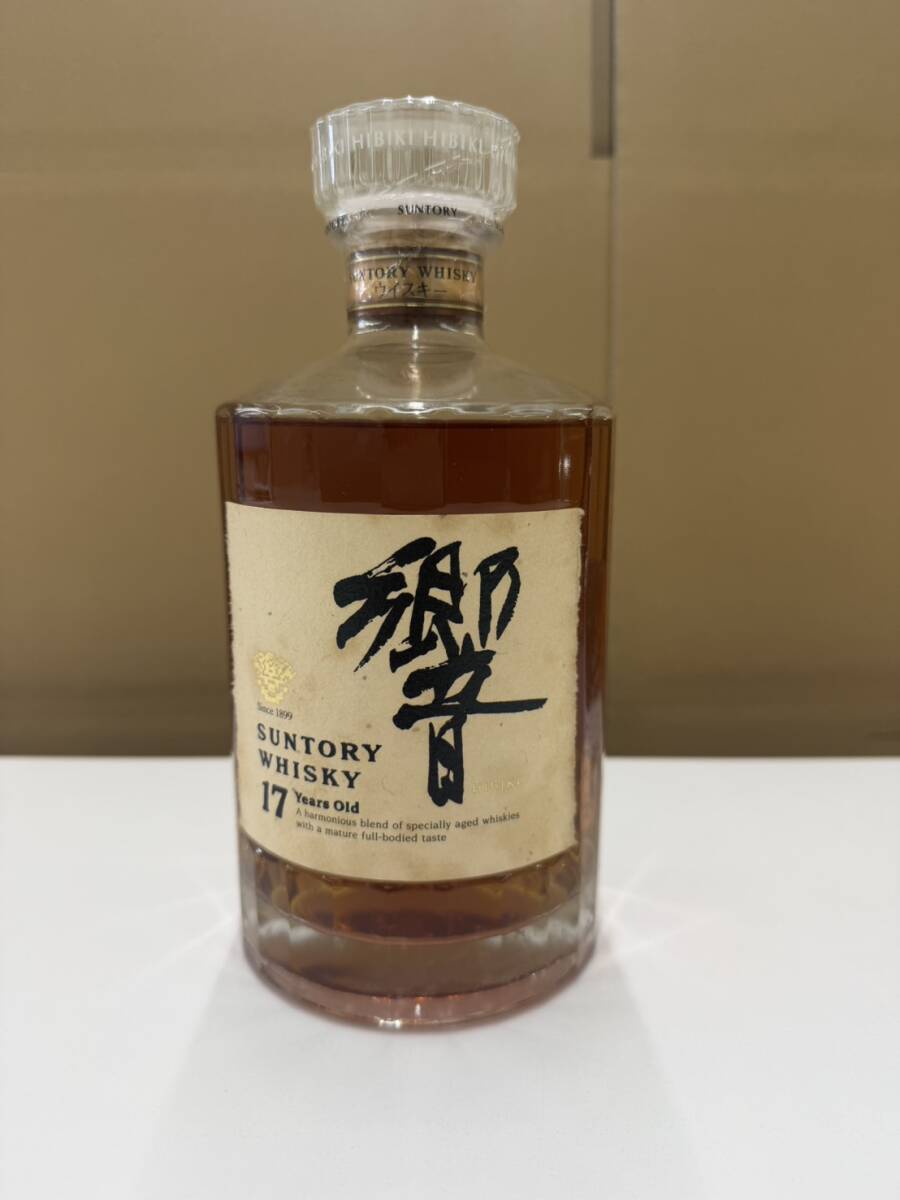 HIBIKI HIBIKI
SUNTORY
SUNTORY WHISKY
ウイスキー
響
Since 1899
SUNTORY
WHISKY
HIBIKI
17 Years Old
A harmonious blend of specially aged whiskies
with a mature full-bodied taste